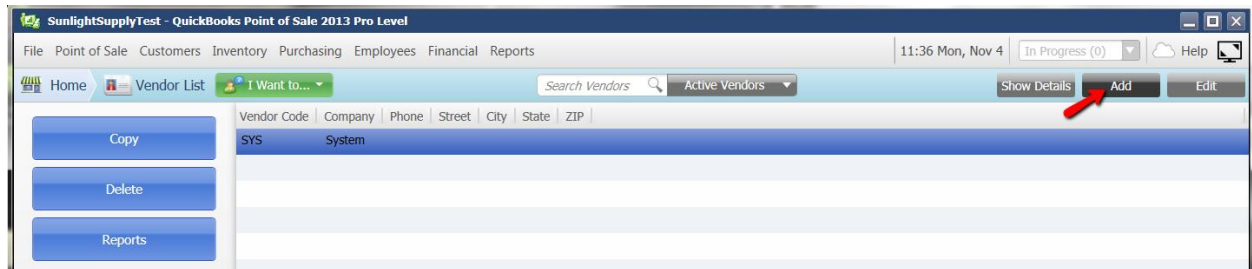 SunlightSupplyTest - QuickBooks Point of Sale 2013 Pro Level
File Point of Sale Customers Inventory Purchasing Employees Financial Reports 11:36 Mon, Nov 4 In Progress (0) Help
Home Vendor List I Want to... Search Vendors Active Vendors Show Details Add Edit
Vendor Code Company Phone Street City State ZIP
Copy SYS System
Delete
Reports